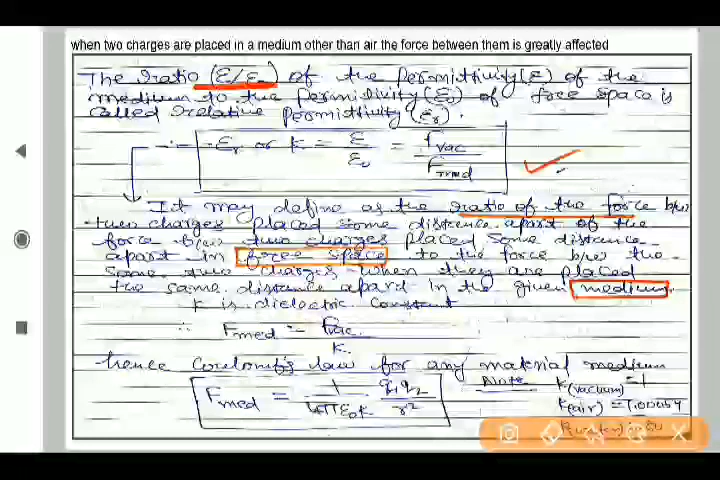 when two charges are placed in a medium other than air the force between them is greatly affected
The ratio (ε/ε₀) of the permittivity (ε) of the
medium to the permittivity (ε₀) of free space is
called relative permittivity (εr).
∴ εr or K = ε/ε₀ = Fvac/Fmed
It may define as the ratio of the force b/w
two charges placed some distance apart of the
force b/w two charges placed some distance
apart in free space to the force b/w the
same two charges when they are placed
the same distance apart in the given medium.
K is dielectric constant
∴ Fmed = Fvac/K
hence Coulomb's law for any material medium
Fmed = 1/4πε₀K q₁q₂/r²
Note K(vacuum) = 1
K(air) = 1.00054